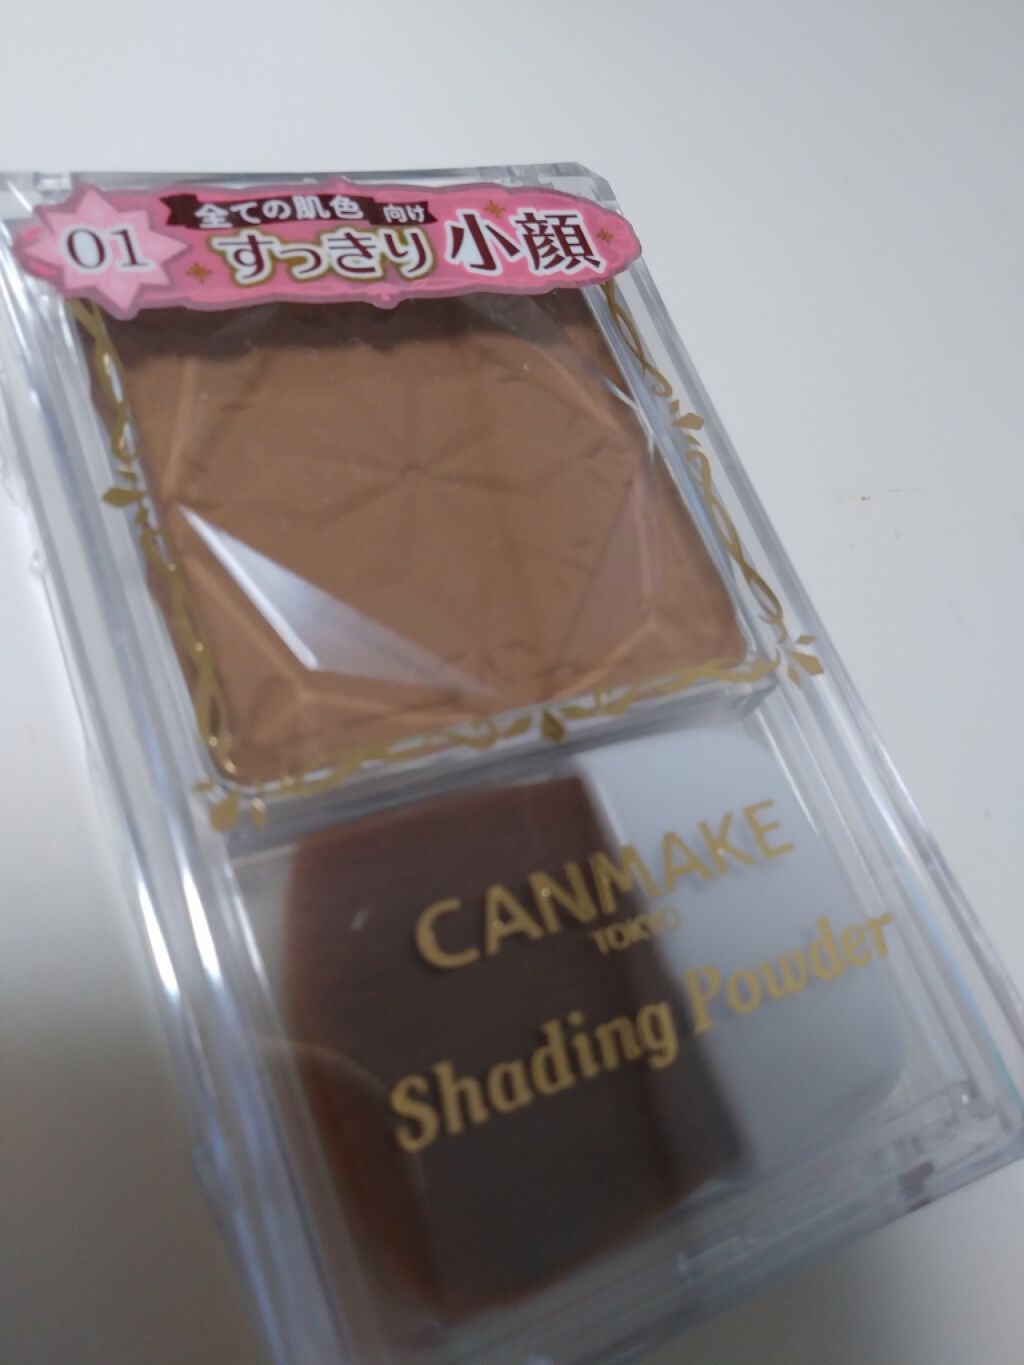 01
全ての肌色 向け
すっきり小顔
CANMAKE
TOKYO
Shading Powder